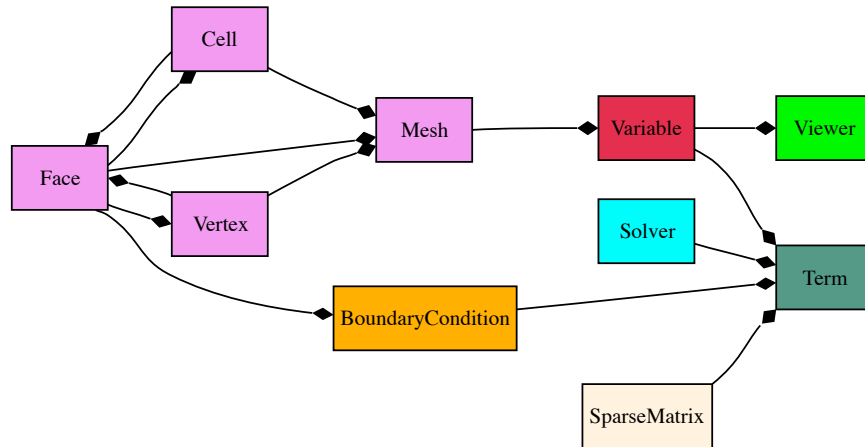 Cell
Mesh
Variable
Viewer
Face
Vertex
Solver
Term
BoundaryCondition
SparseMatrix